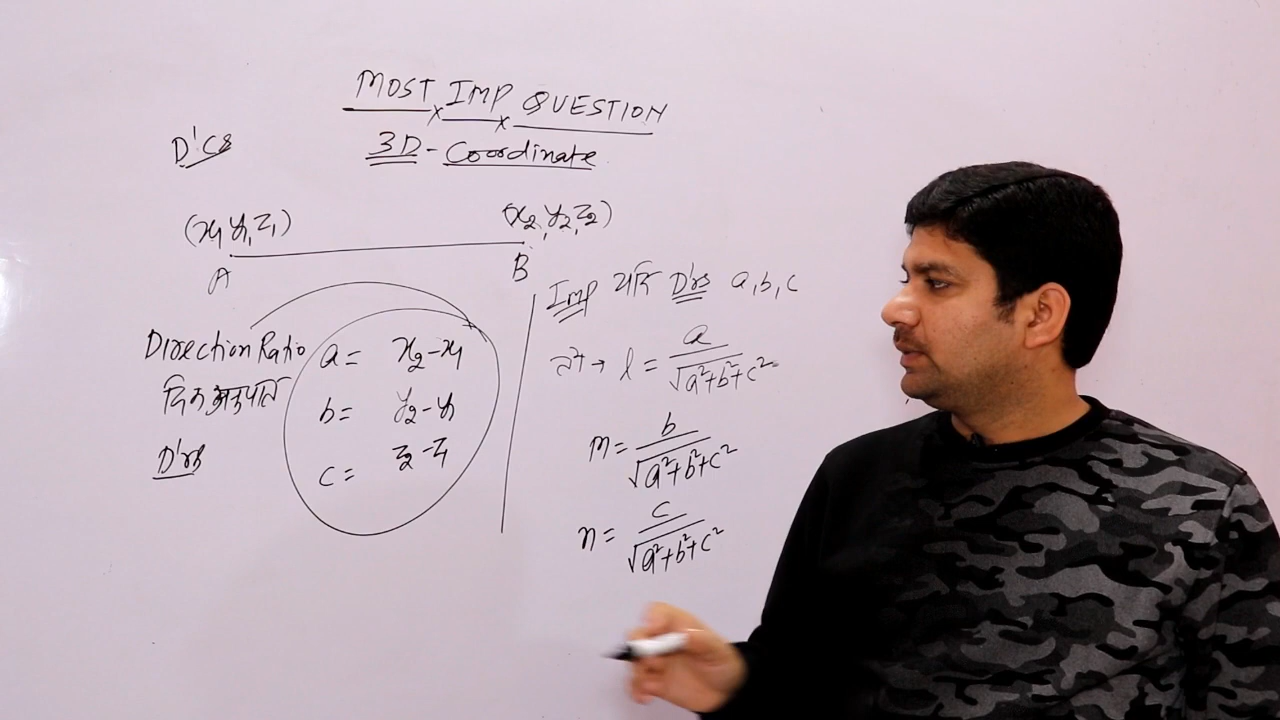 MOST IMP QUESTION
3D - Coordinate
D'Cs
(x₁, y₁, z₁)
(x₂, y₂, z₂)
A
B
Direction Ratio
दिक् अनुपात
D'rs
a = x₂-x₁
b = y₂-y₁
c = z₂-z₁
Imp यदि D'rs a, b, c
l = a/√a²+b²+c²
m = b/√a²+b²+c²
n = c/√a²+b²+c²